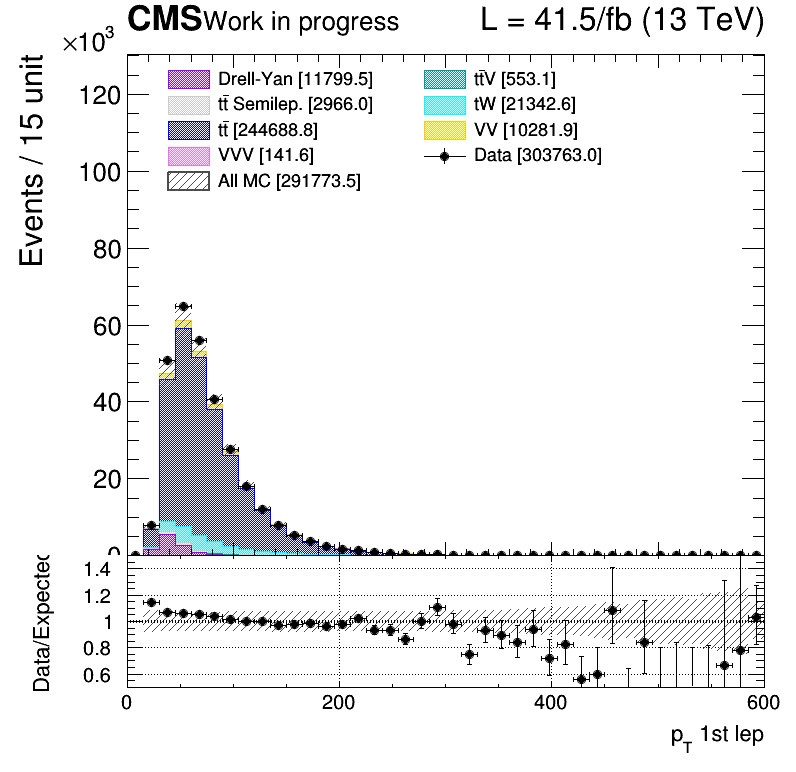 CMS Work in progress L = 41.5/fb (13 TeV)
×10³
Events / 15 unit
Drell-Yan [11799.5]
tt̄ Semilep. [2966.0]
tt̄ [244688.8]
VVV [141.6]
All MC [291773.5]
tt̄V [553.1]
tW [21342.6]
VV [10281.9]
Data [303763.0]
120
100
80
60
40
20
0
Data/Expected
1.4
1.2
1
0.8
0.6
0 200 400 600
p_T 1st lep